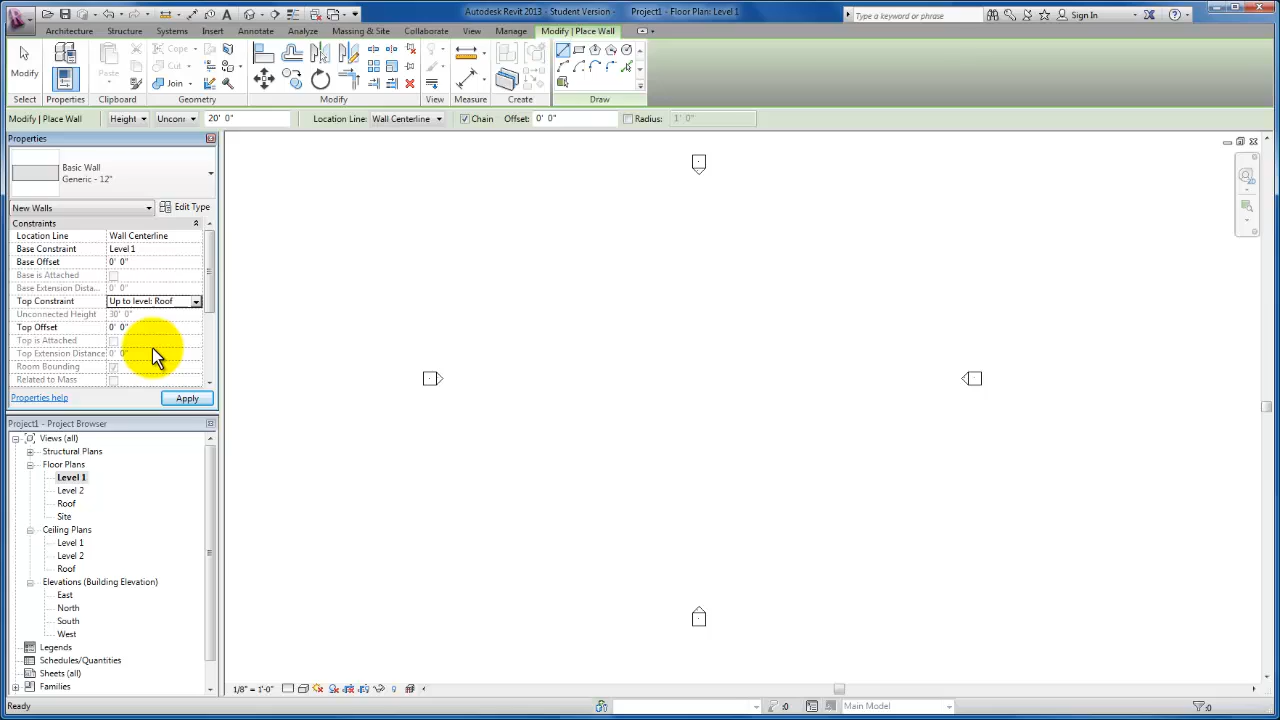 Autodesk Revit 2013 - Student Version - Project1 - Floor Plan: Level 1
Type a keyword or phrase
Sign In
Architecture Structure Systems Insert Annotate Analyze Massing & Site Collaborate View Manage Modify | Place Wall
Modify
Paste
Cope
Cut
Join
Select Properties Clipboard Geometry Modify View Measure Create Draw
Modify | Place Wall Height Uncon 20' 0" Location Line: Wall Centerline Chain Offset: 0' 0" Radius: 1' 0"
Properties
Basic Wall
Generic - 12"
New Walls Edit Type
Constraints
Location Line Wall Centerline
Base Constraint Level 1
Base Offset 0' 0"
Base is Attached
Base Extension Dista... 0' 0"
Top Constraint Up to level: Roof
Unconnected Height 30' 0"
Top Offset 0' 0"
Top is Attached
Top Extension Distance 0' 0"
Room Bounding
Related to Mass
Properties help Apply
Project1 - Project Browser
Views (all)
Structural Plans
Floor Plans
Level 1
Level 2
Roof
Site
Ceiling Plans
Level 1
Level 2
Roof
Elevations (Building Elevation)
East
North
South
West
Legends
Schedules/Quantities
Sheets (all)
Families
1/8" = 1'-0"
Ready :0 Main Model :0